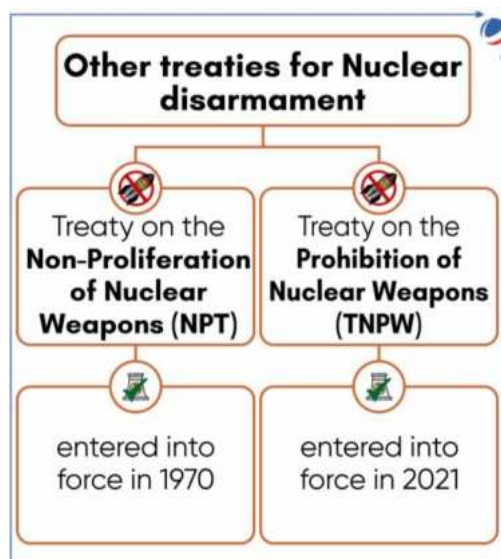 Other treaties for Nuclear
disarmament
Treaty on the
Non-Proliferation
of Nuclear
Weapons (NPT)
Treaty on the
Prohibition of
Nuclear Weapons
(TNPW)
entered into
force in 1970
entered into
force in 2021